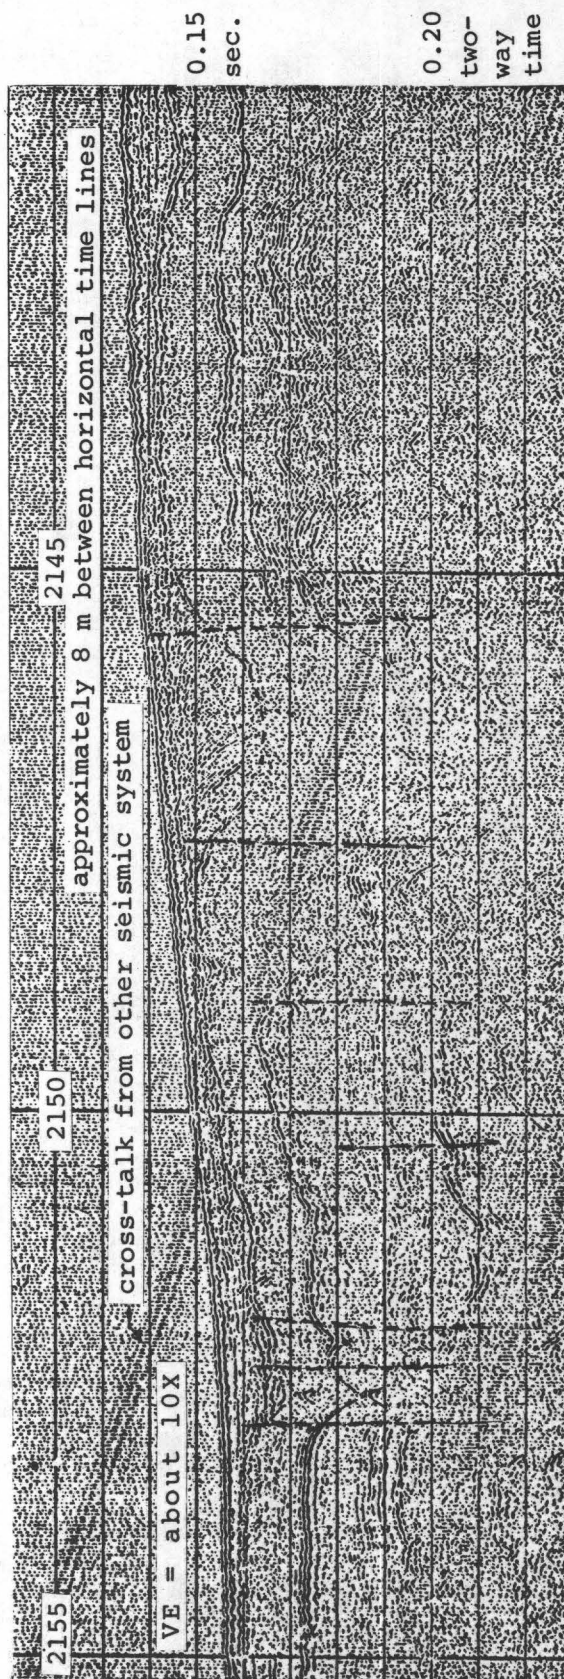 2155
2150
2145
approximately 8 m between horizontal time lines
cross-talk from other seismic system
VE = about 10X
0.15
sec.
0.20
two-
way
time